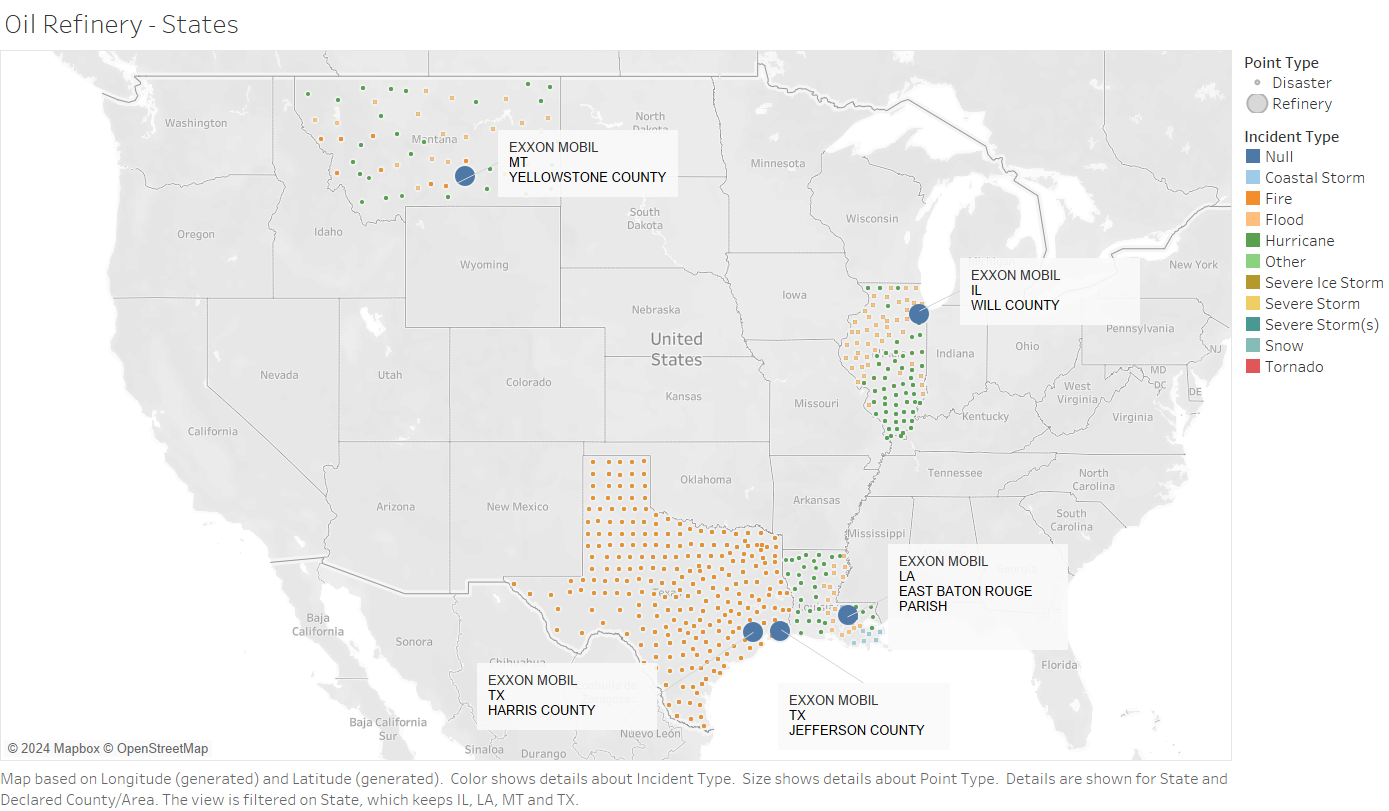 Oil Refinery - States
Washington
Montana
North
Dakota
Minnesota
EXXON MOBIL
MT
YELLOWSTONE COUNTY
Oregon
Idaho
South
Dakota
Wisconsin
Wyoming
EXXON MOBIL
IL
WILL COUNTY
New York
Nebraska
Iowa
United
States
Pennsylvania
Nevada
Utah
Colorado
Kansas
Missouri
Indiana
Ohio
NJ
MD
DC
DE
West
Virginia
Virginia
California
Kentucky
Arizona
New Mexico
Oklahoma
Arkansas
Tennessee
North
Carolina
South
Carolina
Mississippi
EXXON MOBIL
LA
EAST BATON ROUGE
PARISH
Baja
California
Sonora
Chihuahua
Florida
EXXON MOBIL
TX
HARRIS COUNTY
EXXON MOBIL
TX
JEFFERSON COUNTY
Baja California
Sur
Sinaloa
Durango
Nuevo León
© 2024 Mapbox © OpenStreetMap
Point Type
Disaster
Refinery
Incident Type
Null
Coastal Storm
Fire
Flood
Hurricane
Other
Severe Ice Storm
Severe Storm
Severe Storm(s)
Snow
Tornado
Map based on Longitude (generated) and Latitude (generated). Color shows details about Incident Type. Size shows details about Point Type. Details are shown for State and
Declared County/Area. The view is filtered on State, which keeps IL, LA, MT and TX.